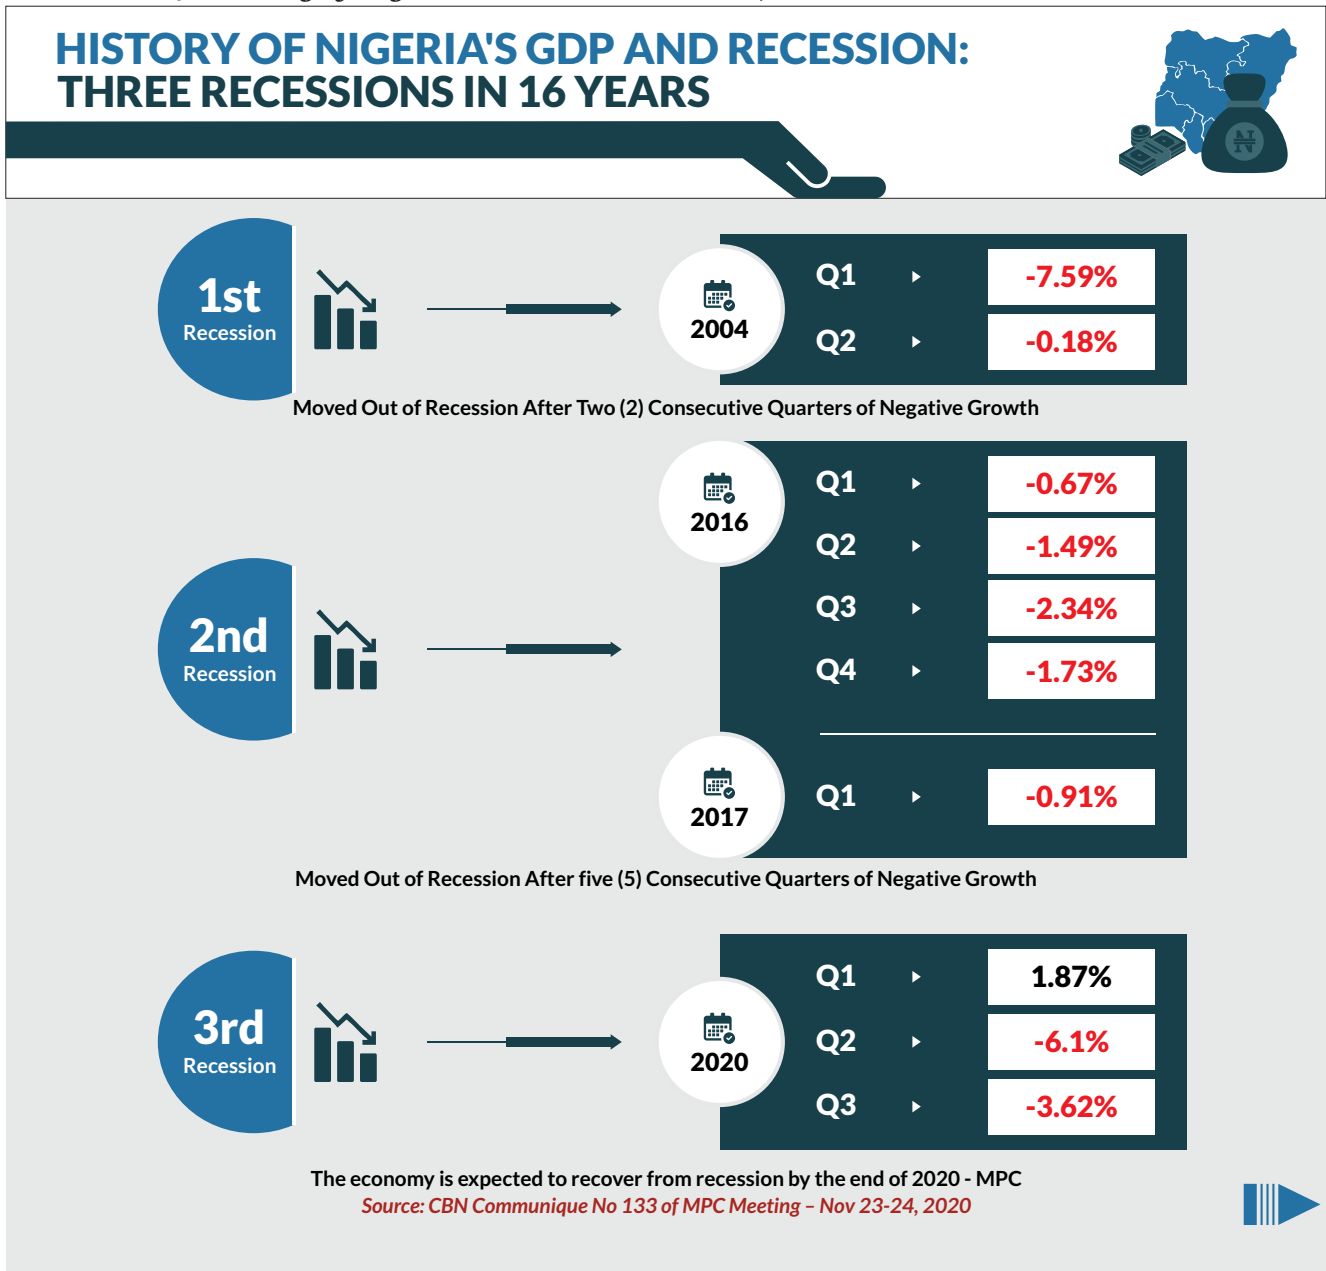 HISTORY OF NIGERIA'S GDP AND RECESSION:
THREE RECESSIONS IN 16 YEARS
N
1st
Recession
2004
Q1 -7.59%
Q2 -0.18%
Moved Out of Recession After Two (2) Consecutive Quarters of Negative Growth
2nd
Recession
2016
Q1 -0.67%
Q2 -1.49%
Q3 -2.34%
Q4 -1.73%
2017
Q1 -0.91%
Moved Out of Recession After five (5) Consecutive Quarters of Negative Growth
3rd
Recession
2020
Q1 1.87%
Q2 -6.1%
Q3 -3.62%
The economy is expected to recover from recession by the end of 2020 - MPC
Source: CBN Communique No 133 of MPC Meeting – Nov 23-24, 2020